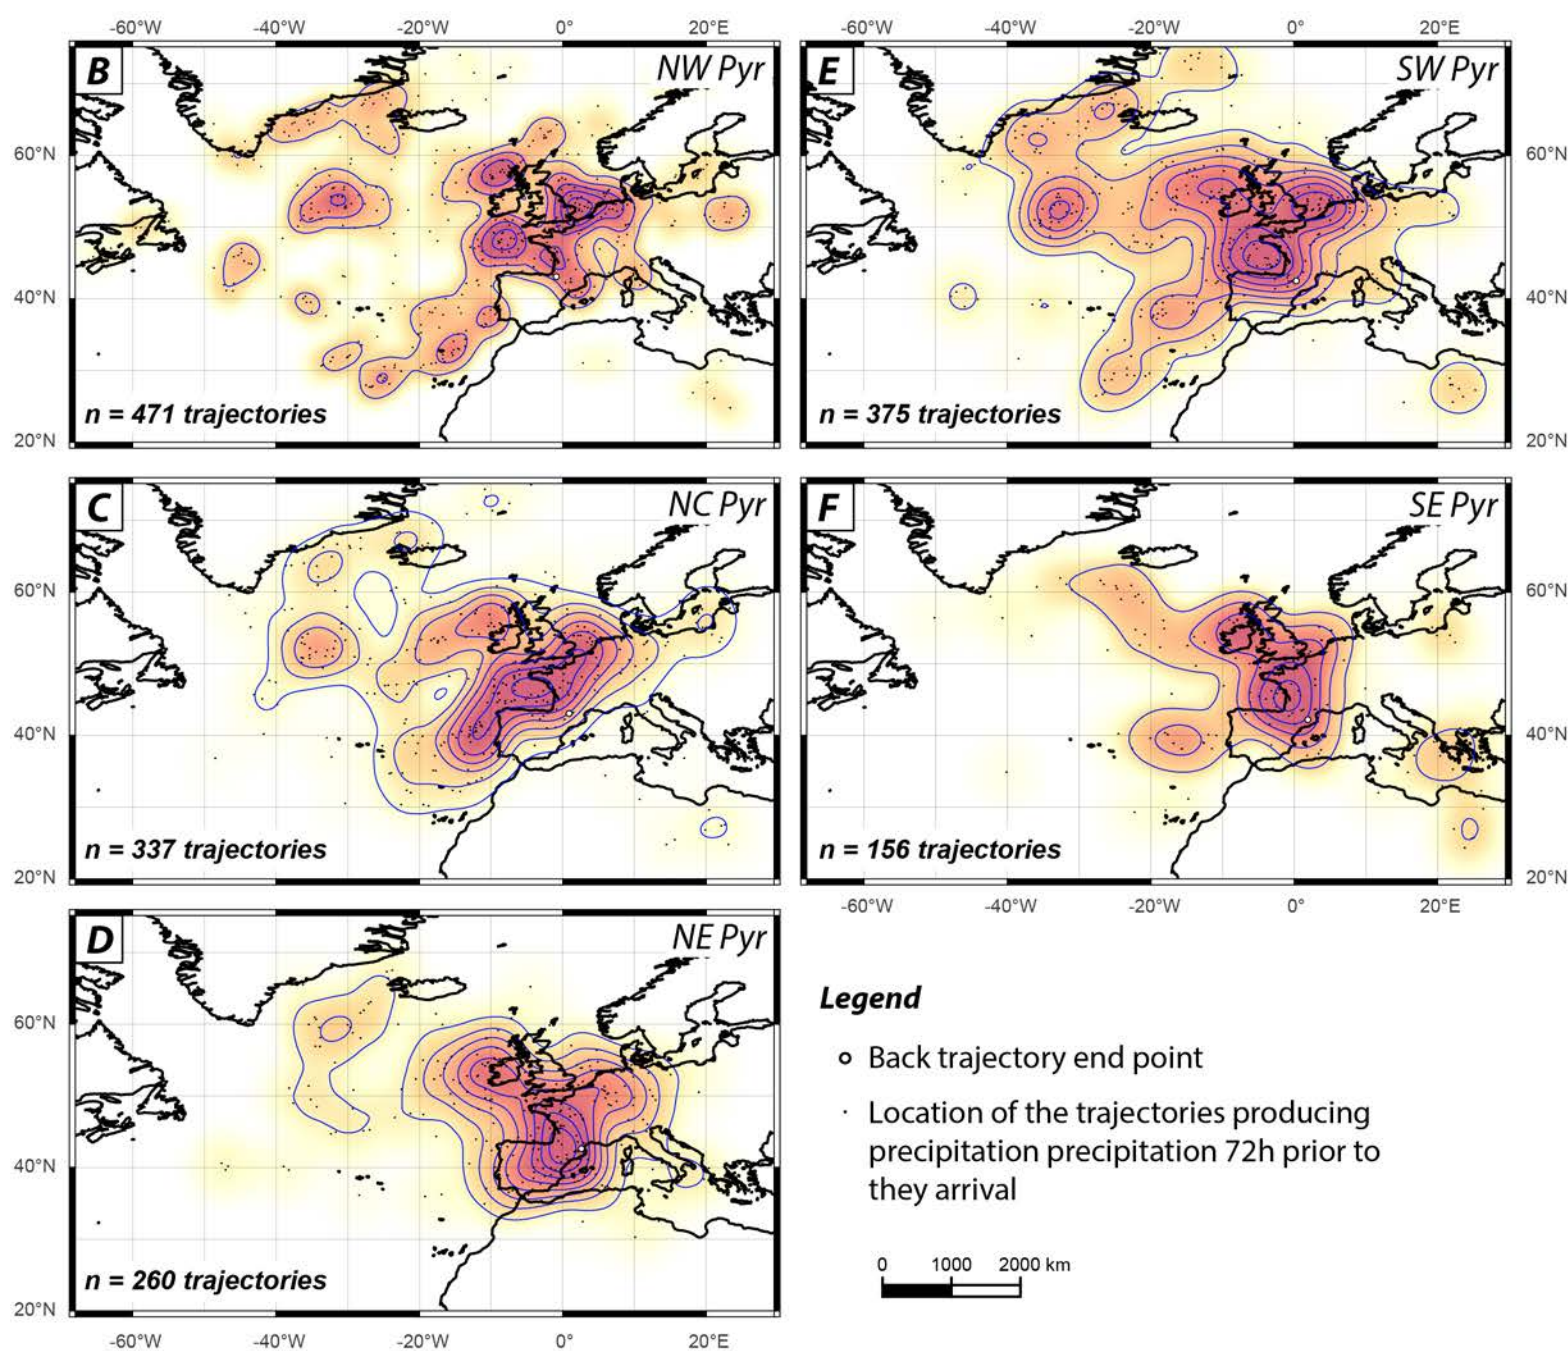 -60°W -40°W -20°W 0° 20°E -60°W -40°W -20°W 0° 20°E
B NW Pyr E SW Pyr
60°N 60°N
40°N 40°N
n = 471 trajectories n = 375 trajectories
20°N 20°N
C NC Pyr F SE Pyr
60°N 60°N
40°N 40°N
n = 337 trajectories n = 156 trajectories
20°N 20°N
-60°W -40°W -20°W 0° 20°E
D NE Pyr
60°N
40°N
n = 260 trajectories
20°N
-60°W -40°W -20°W 0° 20°E
Legend
Back trajectory end point
Location of the trajectories producing
precipitation precipitation 72h prior to
they arrival
0 1000 2000 km